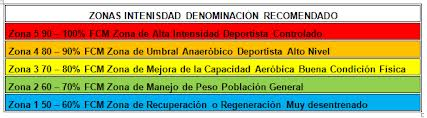 ZONAS INTENISDAD DENOMINACION RECOMENDADO
Zona 5 90 – 100% FCM Zona de Alta Intensidad Deportista Controlado
Zona 4 80 – 90% FCM Zona de Umbral Anaeróbico Deportista Alto Nivel
Zona 3 70 – 80% FCM Zona de Mejora de la Capacidad Aeróbica Buena Condición Física
Zona 2 60 – 70% FCM Zona de Manejo de Peso Población General
Zona 1 50 – 60% FCM Zona de Recuperación o Regeneración Muy desentrenado